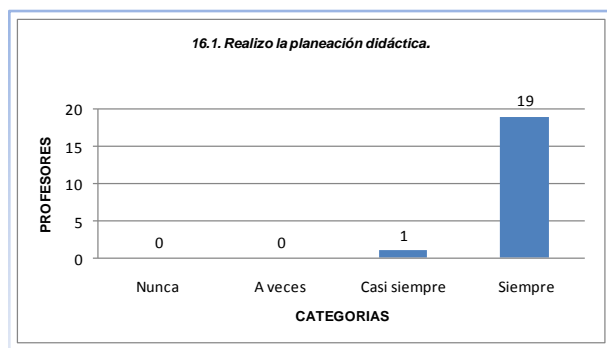 16.1. Realizo la planeación didáctica.
PROFESORES
20
15
10
5
0
0
0
1
19
Nunca
A veces
Casi siempre
Siempre
CATEGORIAS